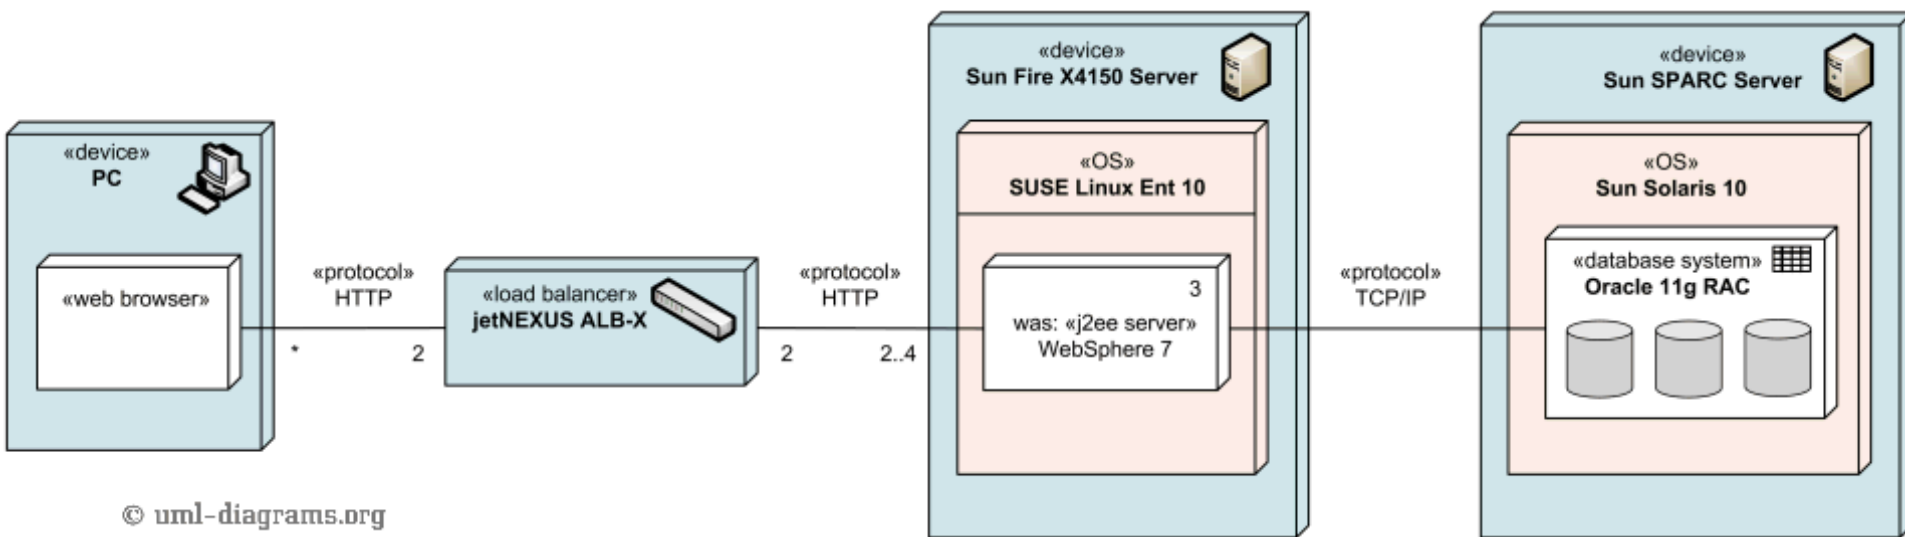 «device»
PC
«web browser»
«protocol»
HTTP
*
2
«load balancer»
jetNEXUS ALB-X
«protocol»
HTTP
2
2..4
«device»
Sun Fire X4150 Server
«OS»
SUSE Linux Ent 10
3
was: «j2ee server»
WebSphere 7
«protocol»
TCP/IP
«device»
Sun SPARC Server
«OS»
Sun Solaris 10
«database system»
Oracle 11g RAC
© uml-diagrams.org